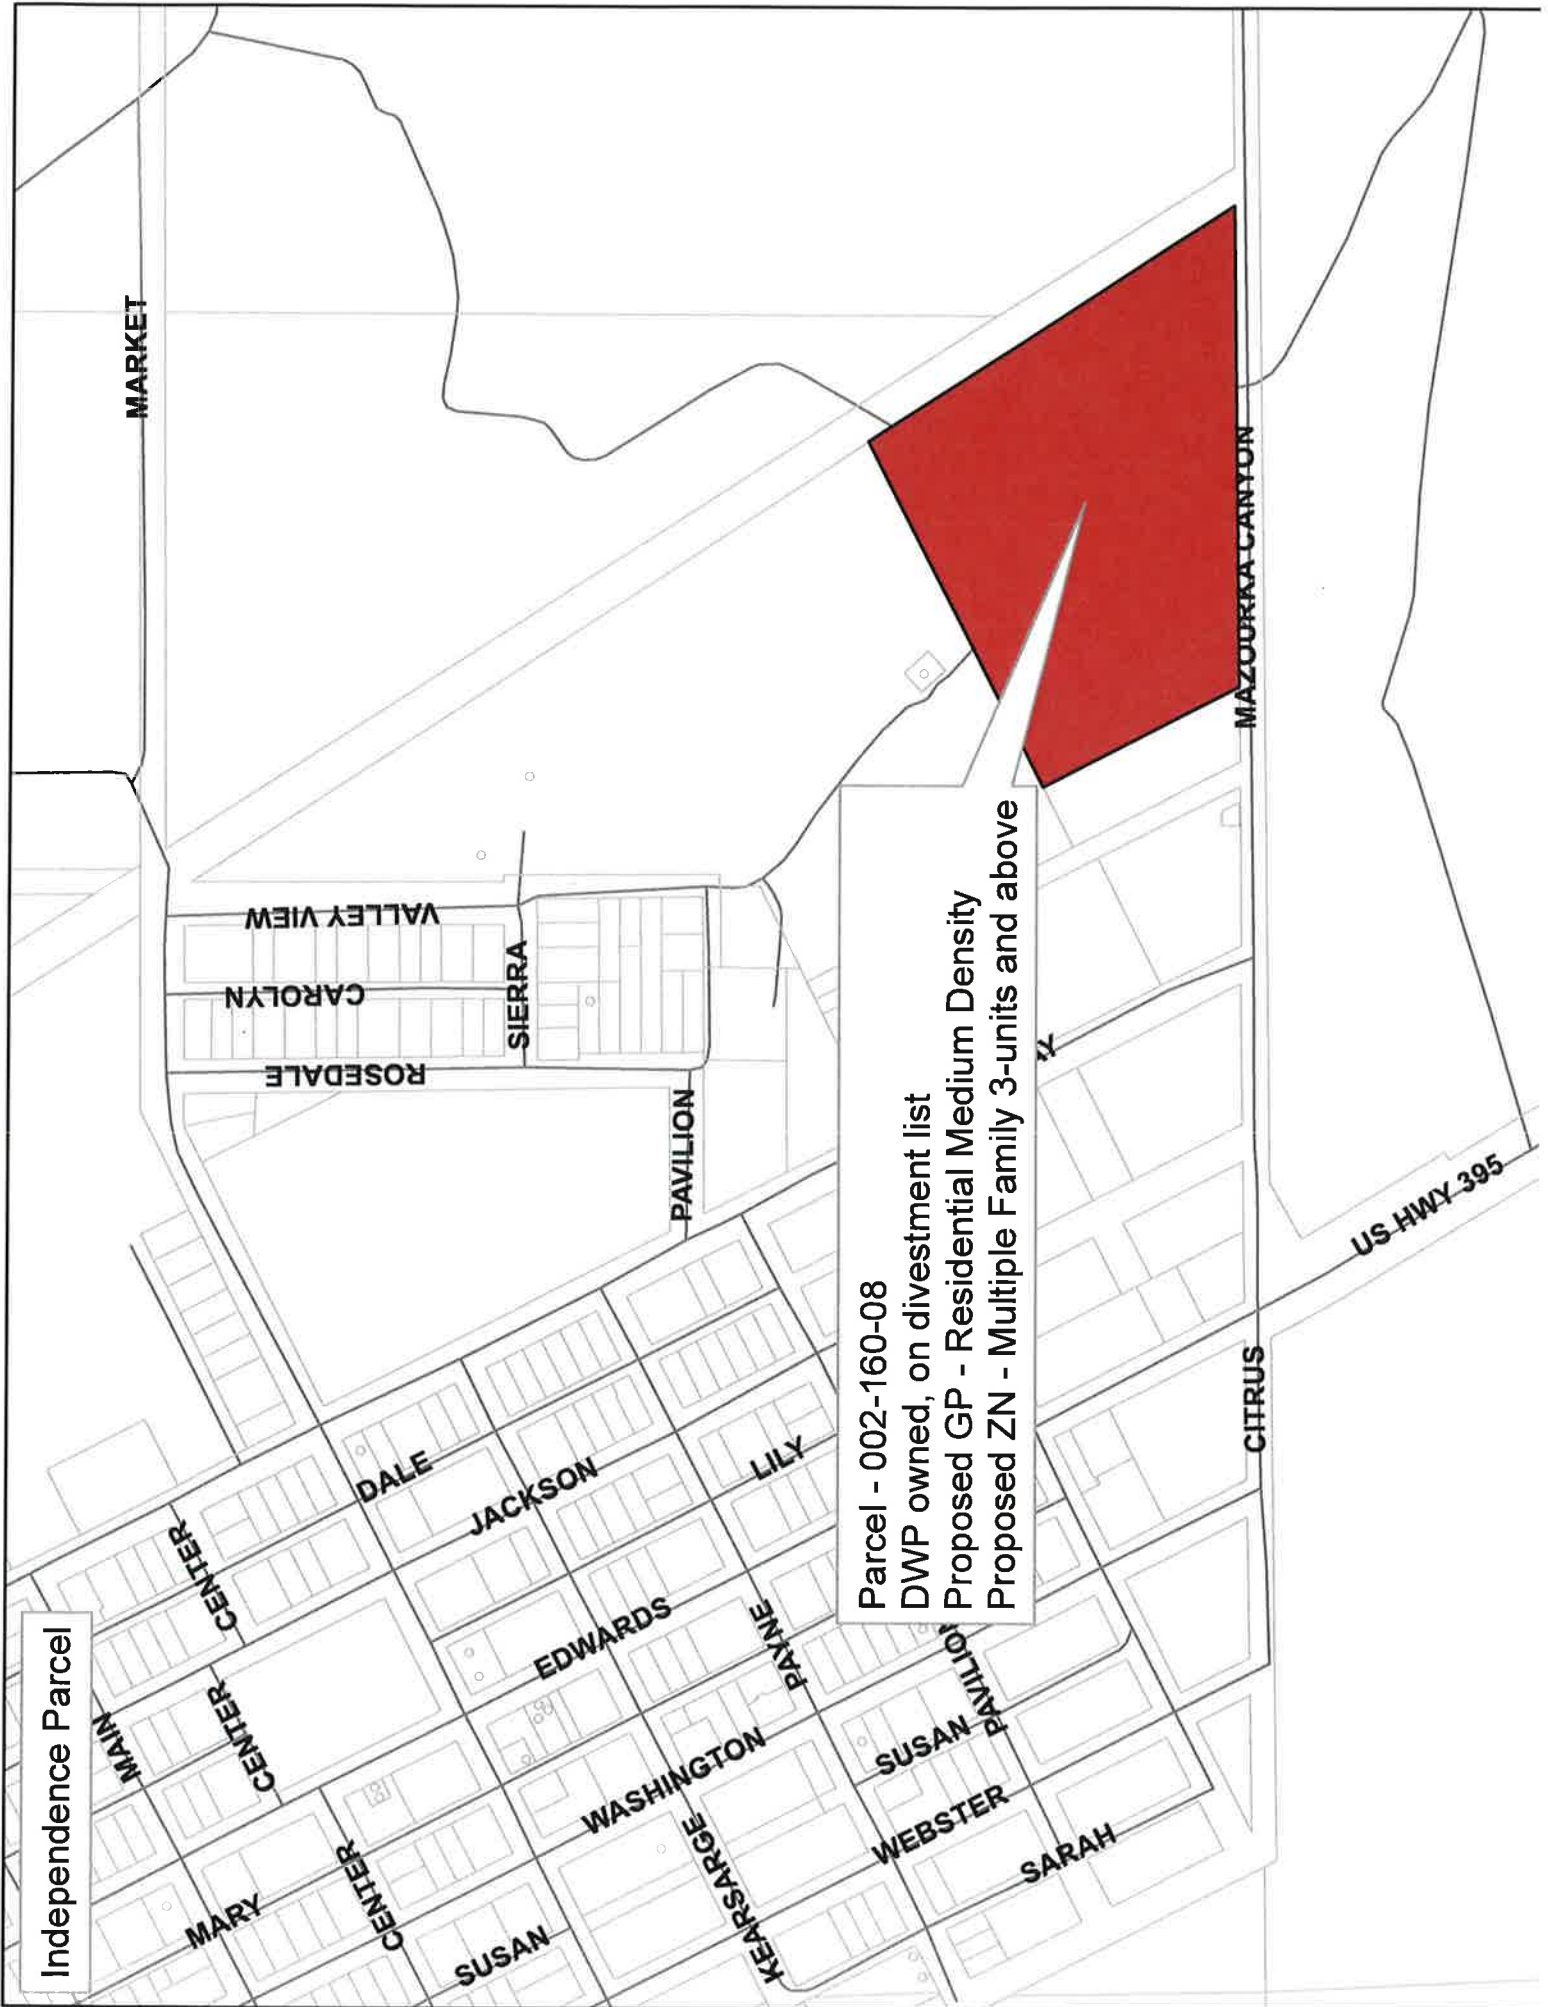 Independence Parcel
MARKET
VALLEY VIEW
CAROLYN
ROSEDALE
SIERRA
PAVILION
MAIN
CENTER
CENTER
CENTER
DALE
JACKSON
LILY
MARY
EDWARDS
PAYNE
SUSAN
WASHINGTON
KEARSARGE
SUSAN
PAVILION
WEBSTER
SARAH
Parcel - 002-160-08
DWP owned, on divestment list
Proposed GP - Residential Medium Density
Proposed ZN - Multiple Family 3-units and above
MAZOURKA CANYON
CITRUS
US HWY 395